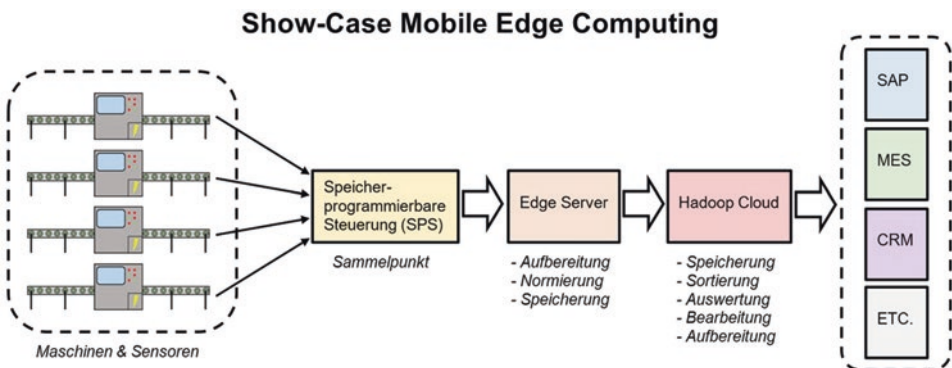 Show-Case Mobile Edge Computing
Maschinen & Sensoren
Speicher-
programmierbare
Steuerung (SPS)
Sammelpunkt
Edge Server
- Aufbereitung
- Normierung
- Speicherung
Hadoop Cloud
- Speicherung
- Sortierung
- Auswertung
- Bearbeitung
- Aufbereitung
SAP
MES
CRM
ETC.